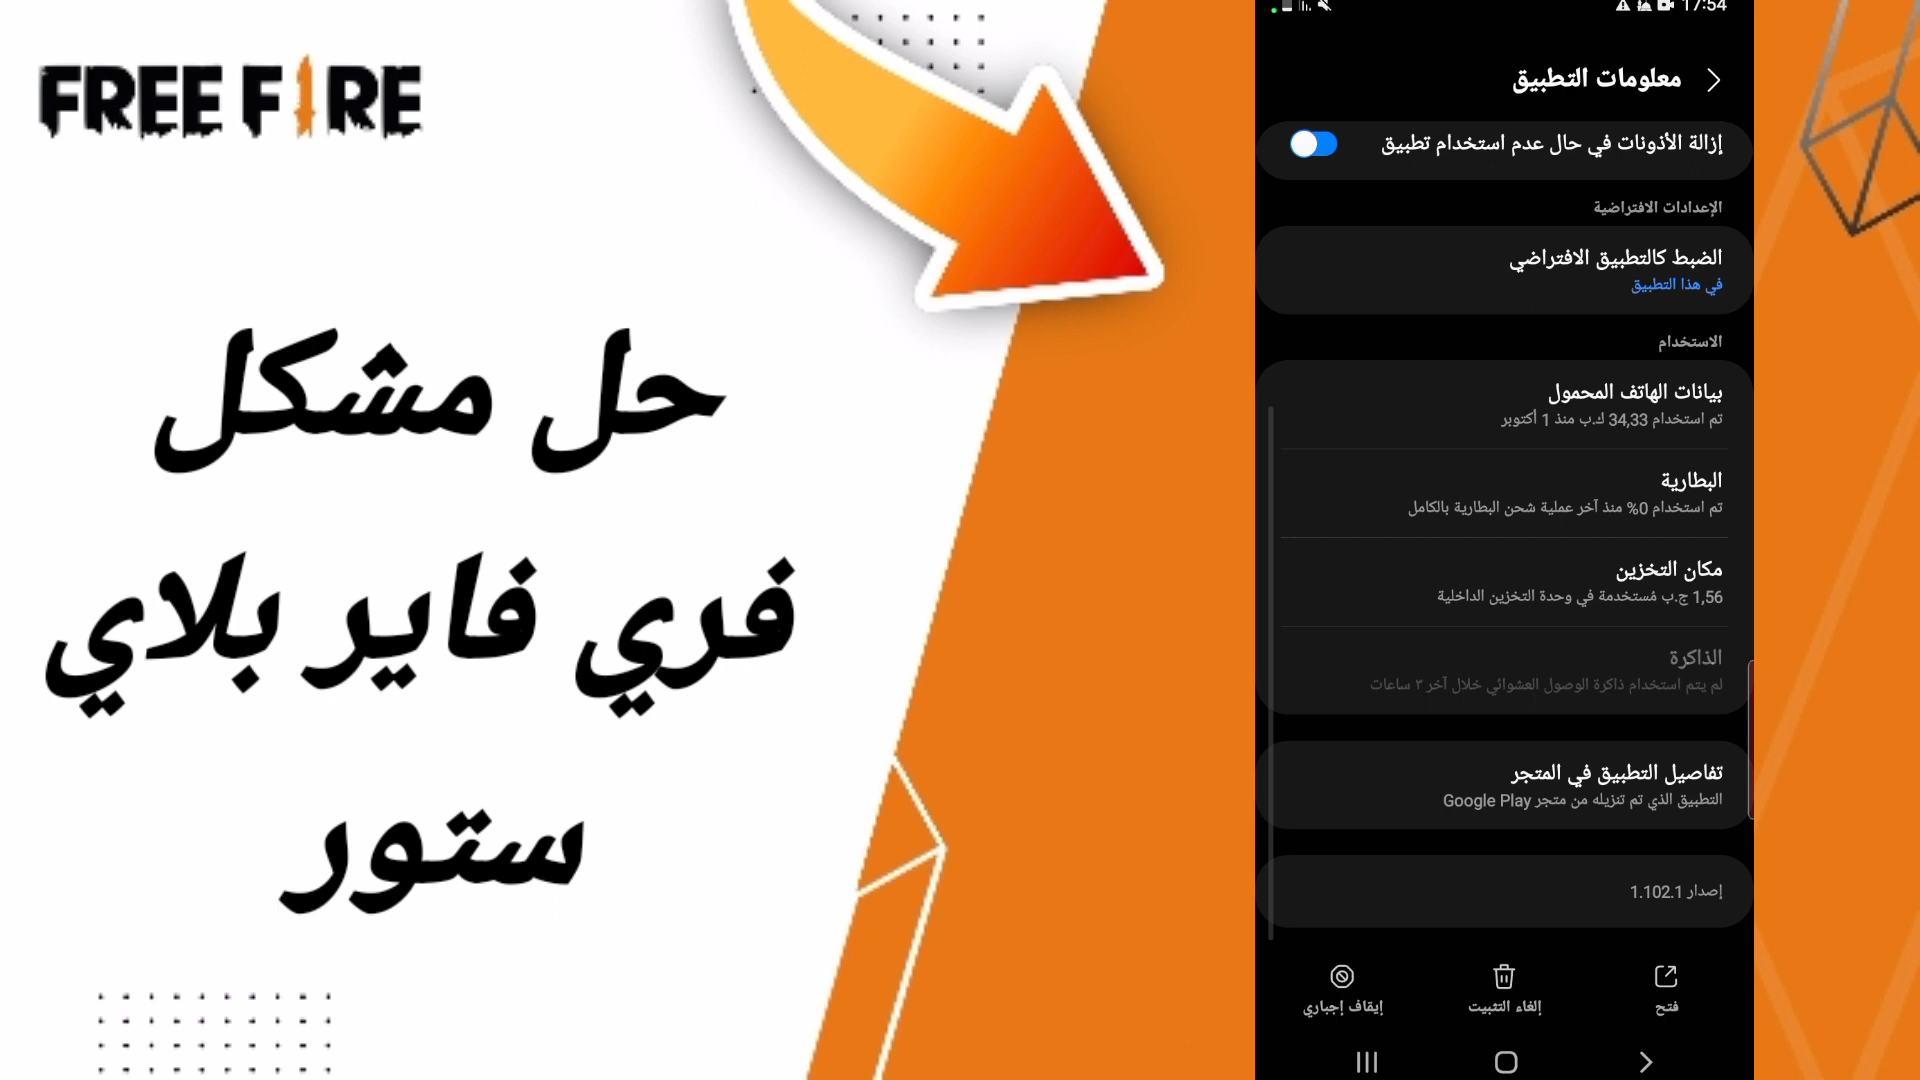 FREE FIRE
حل مشكل
فري فاير بلاي
ستور
17:54
معلومات التطبيق
إزالة الأذونات في حال عدم استخدام تطبيق
الإعدادات الافتراضية
الضبط كالتطبيق الافتراضي
في هذا التطبيق
الاستخدام
بيانات الهاتف المحمول
تم استخدام 34,33 ك.ب منذ 1 أكتوبر
البطارية
تم استخدام 0% منذ آخر عملية شحن البطارية بالكامل
مكان التخزين
1,56 ج.ب مُستخدمة في وحدة التخزين الداخلية
الذاكرة
لم يتم استخدام ذاكرة الوصول العشوائي خلال آخر ٣ ساعات
تفاصيل التطبيق في المتجر
التطبيق الذي تم تنزيله من متجر Google Play
إصدار 1.102.1
فتح
إلغاء التثبيت
إيقاف إجباري